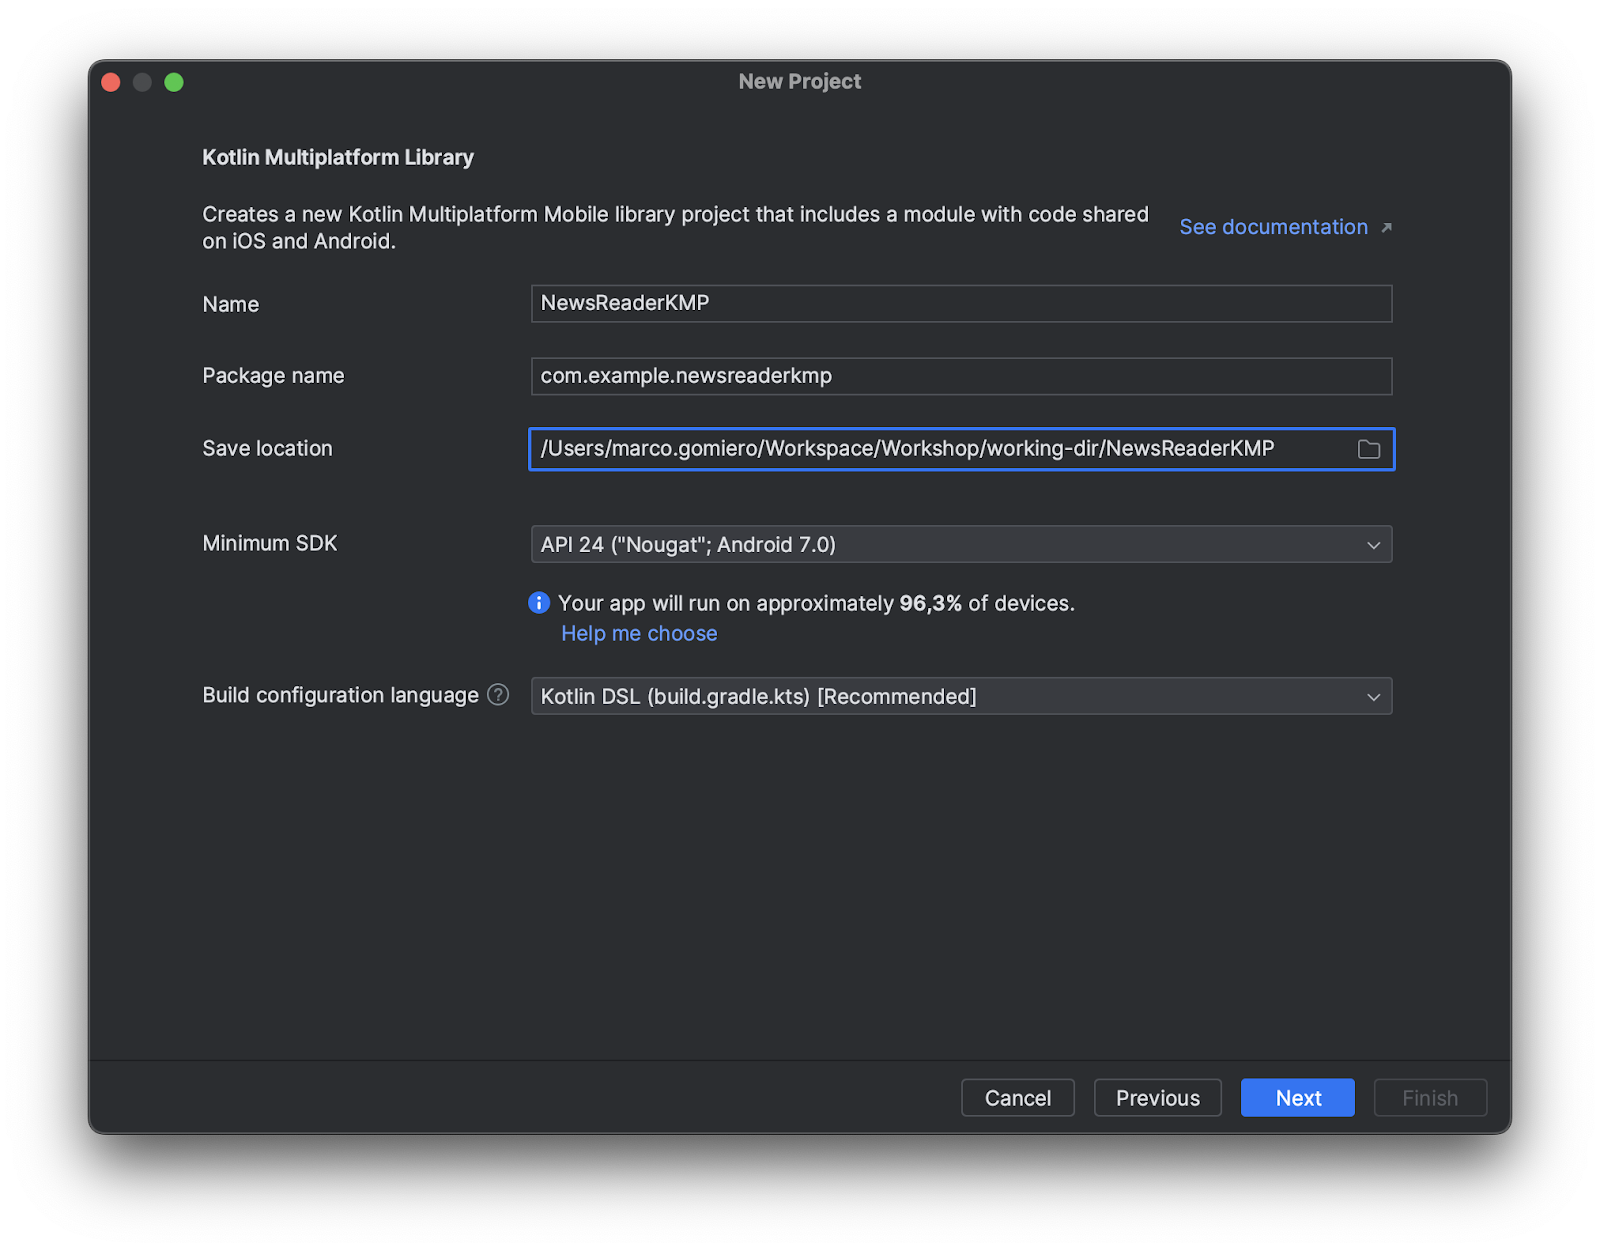 New Project
Kotlin Multiplatform Library
Creates a new Kotlin Multiplatform Mobile library project that includes a module with code shared
on iOS and Android.
See documentation
Name
NewsReaderKMP
Package name
com.example.newsreaderkmp
Save location
/Users/marco.gomiero/Workspace/Workshop/working-dir/NewsReaderKMP
Minimum SDK
API 24 ("Nougat"; Android 7.0)
Your app will run on approximately 96,3% of devices.
Help me choose
Build configuration language
Kotlin DSL (build.gradle.kts) [Recommended]
Cancel
Previous
Next
Finish